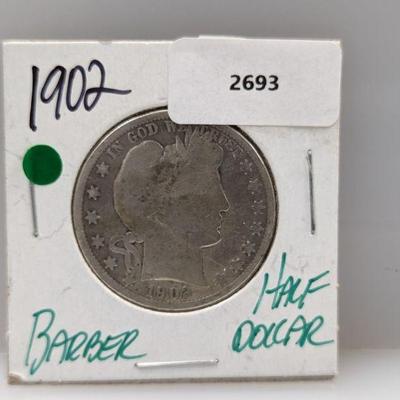 1902
2693
IN GOD WE TRUST
1902
BARBER
HALF
DOLLAR